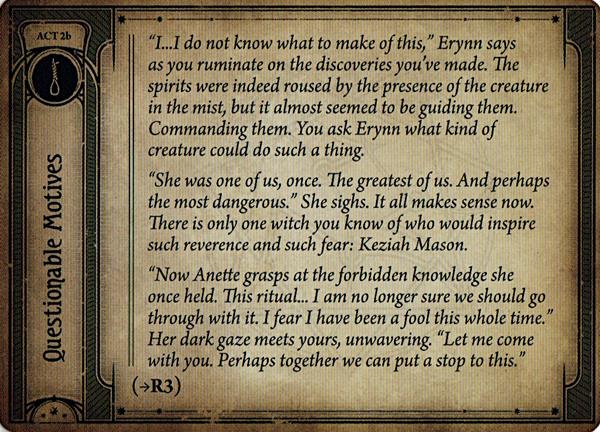 ACT 2b
Questionable Motives
“I...I do not know what to make of this,” Erynn says
as you ruminate on the discoveries you’ve made. The
spirits were indeed roused by the presence of the creature
in the mist, but it almost seemed to be guiding them.
Commanding them. You ask Erynn what kind of
creature could do such a thing.
“She was one of us, once. The greatest of us. And perhaps
the most dangerous.” She sighs. It all makes sense now.
There is only one witch you know of who would inspire
such reverence and such fear: Keziah Mason.
“Now Anette grasps at the forbidden knowledge she
once held. This ritual... I am no longer sure we should go
through with it. I fear I have been a fool this whole time.”
Her dark gaze meets yours, unwavering. “Let me come
with you. Perhaps together we can put a stop to this.”
(→R3)